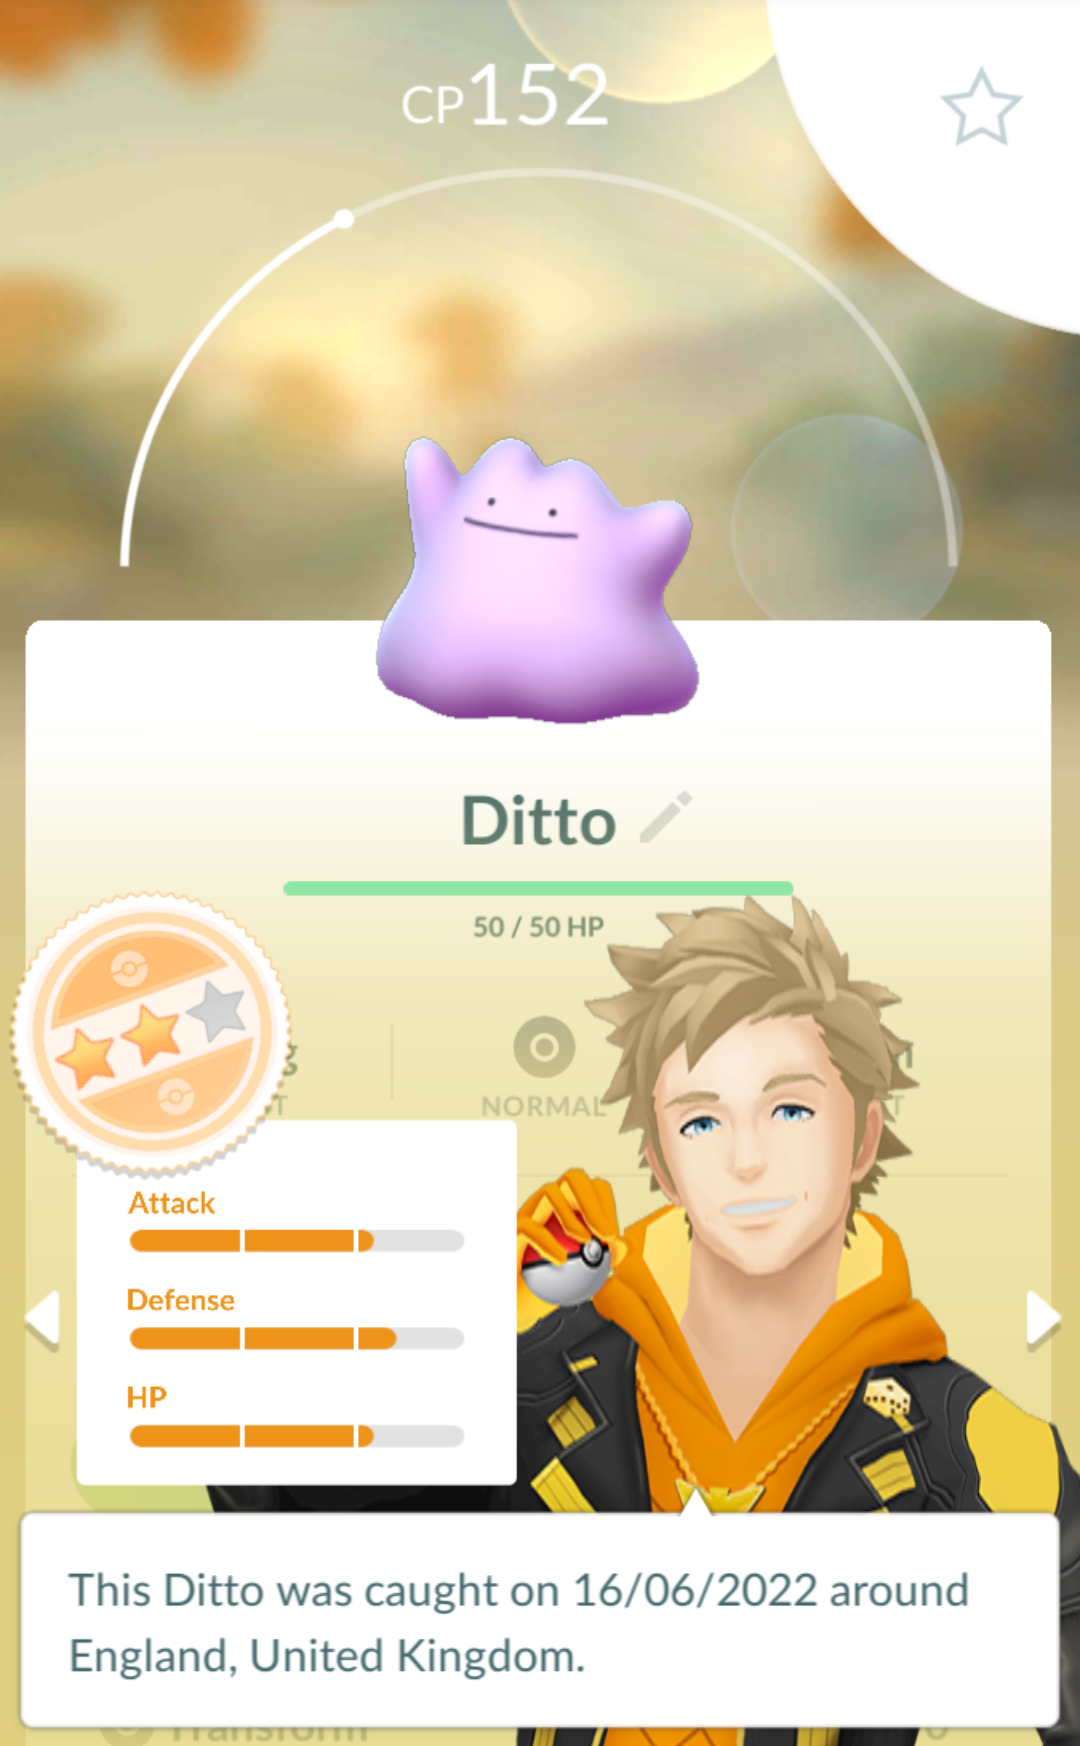 CP152
Ditto
50 / 50 HP
NORMAL
Attack
Defense
HP
This Ditto was caught on 16/06/2022 around
England, United Kingdom.
Transform